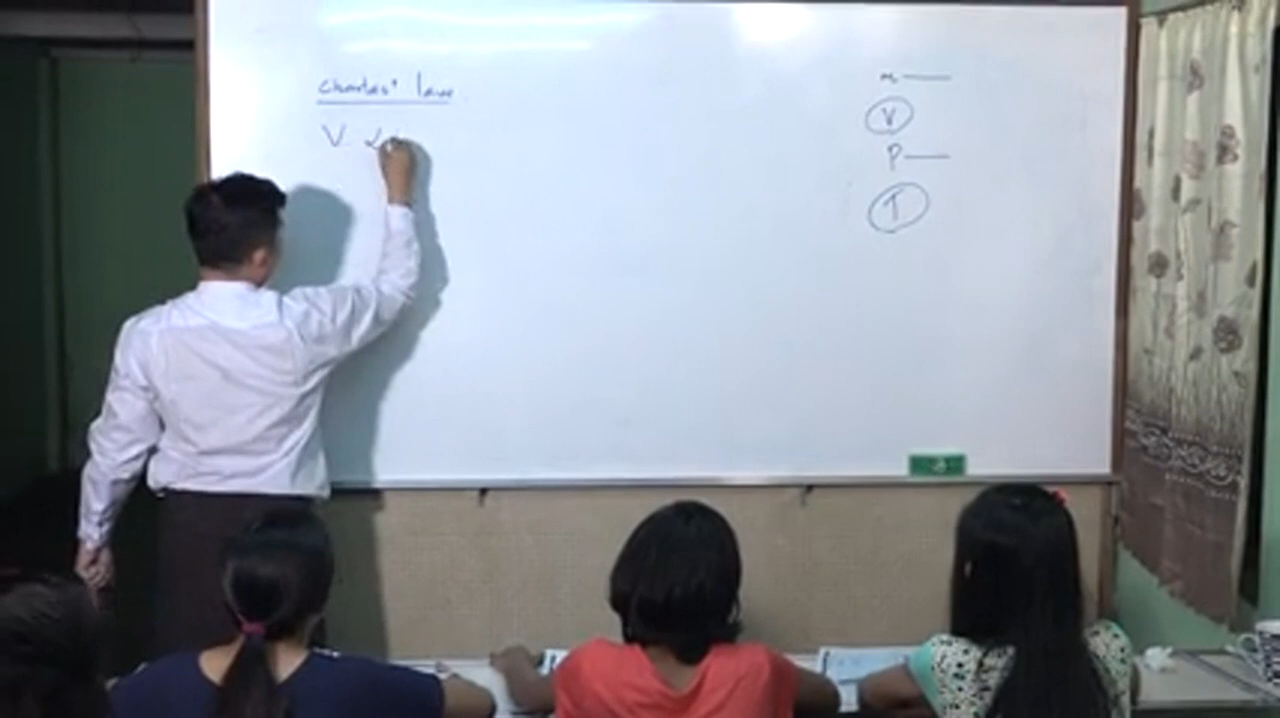 Charles' law
V ∝
m —
V
P —
T